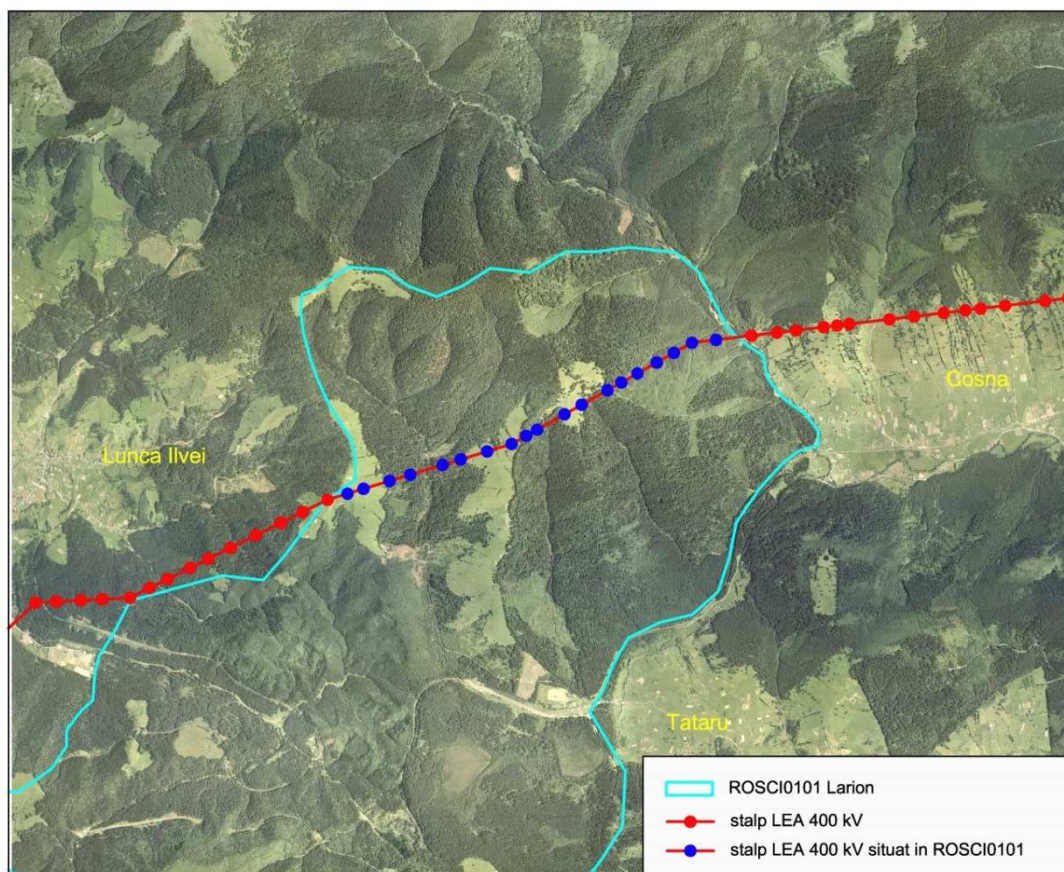 Lunca Ilvei
Cosna
Tataru
ROSCI0101 Larion
stalp LEA 400 kV
stalp LEA 400 kV situat in ROSCI0101